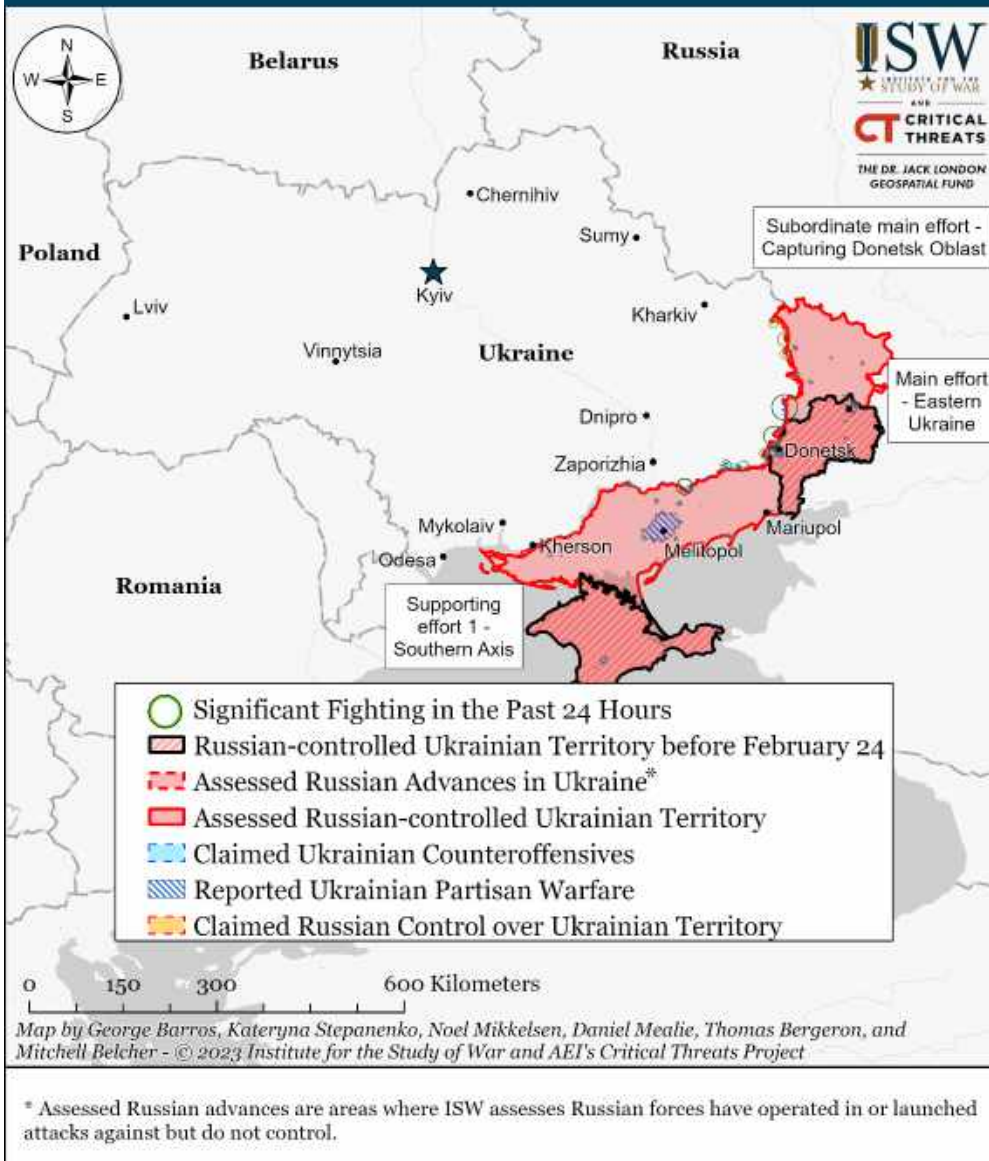 N
W
E
S
Belarus
Russia
ISW
INSTITUTE FOR THE
STUDY OF WAR
AND
CT CRITICAL
THREATS
THE DR. JACK LONDON
GEOSPATIAL FUND
Chernihiv
Subordinate main effort -
Capturing Donetsk Oblast
Sumy
Poland
Kyiv
Lviv
Kharkiv
Vinnytsia
Ukraine
Main effort
- Eastern
Ukraine
Dnipro
Donetsk
Zaporizhia
Mykolaiv
Mariupol
Kherson
Melitopol
Odesa
Romania
Supporting
effort 1 -
Southern Axis
Significant Fighting in the Past 24 Hours
Russian-controlled Ukrainian Territory before February 24
Assessed Russian Advances in Ukraine*
Assessed Russian-controlled Ukrainian Territory
Claimed Ukrainian Counteroffensives
Reported Ukrainian Partisan Warfare
Claimed Russian Control over Ukrainian Territory
0 150 300 600 Kilometers
Map by George Barros, Kateryna Stepanenko, Noel Mikkelsen, Daniel Mealie, Thomas Bergeron, and
Mitchell Belcher - © 2023 Institute for the Study of War and AEI's Critical Threats Project
* Assessed Russian advances are areas where ISW assesses Russian forces have operated in or launched
attacks against but do not control.